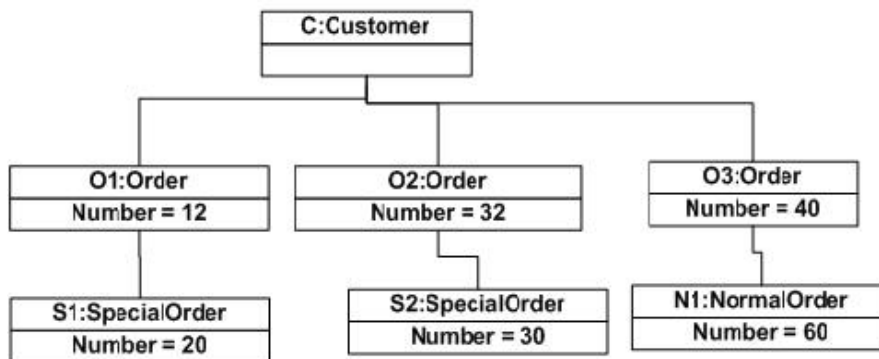 C:Customer
O1:Order
Number = 12
O2:Order
Number = 32
O3:Order
Number = 40
S1:SpecialOrder
Number = 20
S2:SpecialOrder
Number = 30
N1:NormalOrder
Number = 60